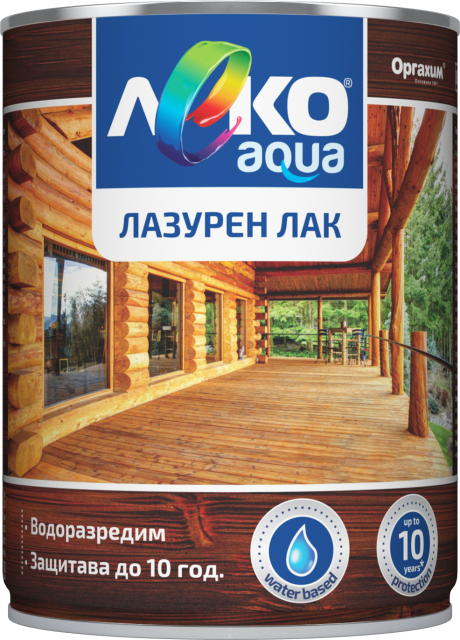 Оргахим®
ЛЕКО®
aqua
ЛАЗУРЕН ЛАК
· Водоразредим
· Защитава до 10 год.
water based
up to
10
years*
protection